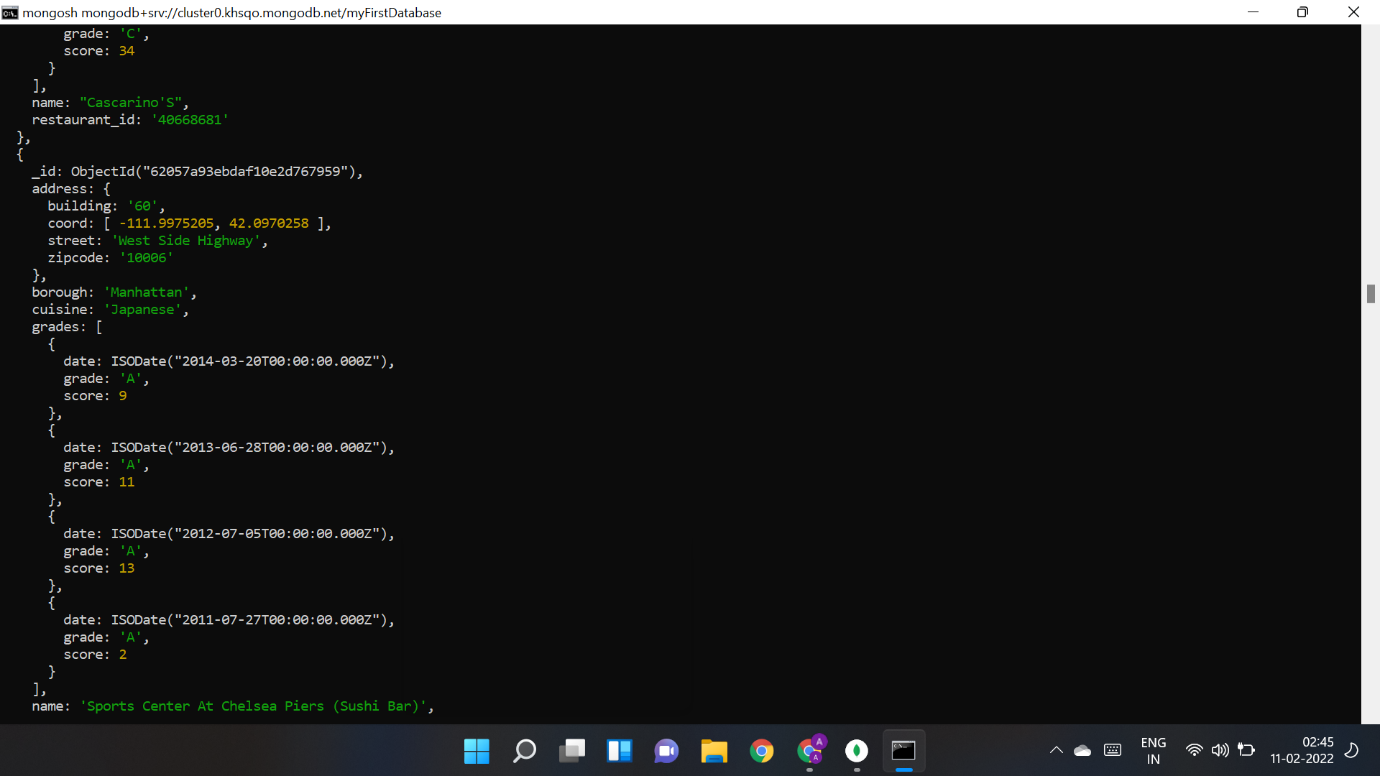 mongosh mongodb+srv://cluster0.khsqo.mongodb.net/myFirstDatabase
grade: 'C',
score: 34
}
],
name: "Cascarino'S",
restaurant_id: '40668681'
},
{
_id: ObjectId("62057a93ebdaf10e2d767959"),
address: {
building: '60',
coord: [ -111.9975205, 42.0970258 ],
street: 'West Side Highway',
zipcode: '10006'
},
borough: 'Manhattan',
cuisine: 'Japanese',
grades: [
{
date: ISODate("2014-03-20T00:00:00.000Z"),
grade: 'A',
score: 9
},
{
date: ISODate("2013-06-28T00:00:00.000Z"),
grade: 'A',
score: 11
},
{
date: ISODate("2012-07-05T00:00:00.000Z"),
grade: 'A',
score: 13
},
{
date: ISODate("2011-07-27T00:00:00.000Z"),
grade: 'A',
score: 2
}
],
name: 'Sports Center At Chelsea Piers (Sushi Bar)',
ENG
IN
02:45
11-02-2022